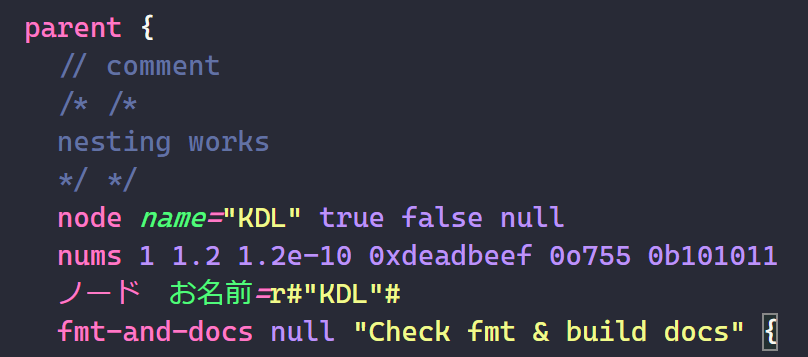 parent {
// comment
/* /*
nesting works
*/ */
node name="KDL" true false null
nums 1 1.2 1.2e-10 0xdeadbeef 0o755 0b101011
ノード　お名前=r#"KDL"#
fmt-and-docs null "Check fmt & build docs" {